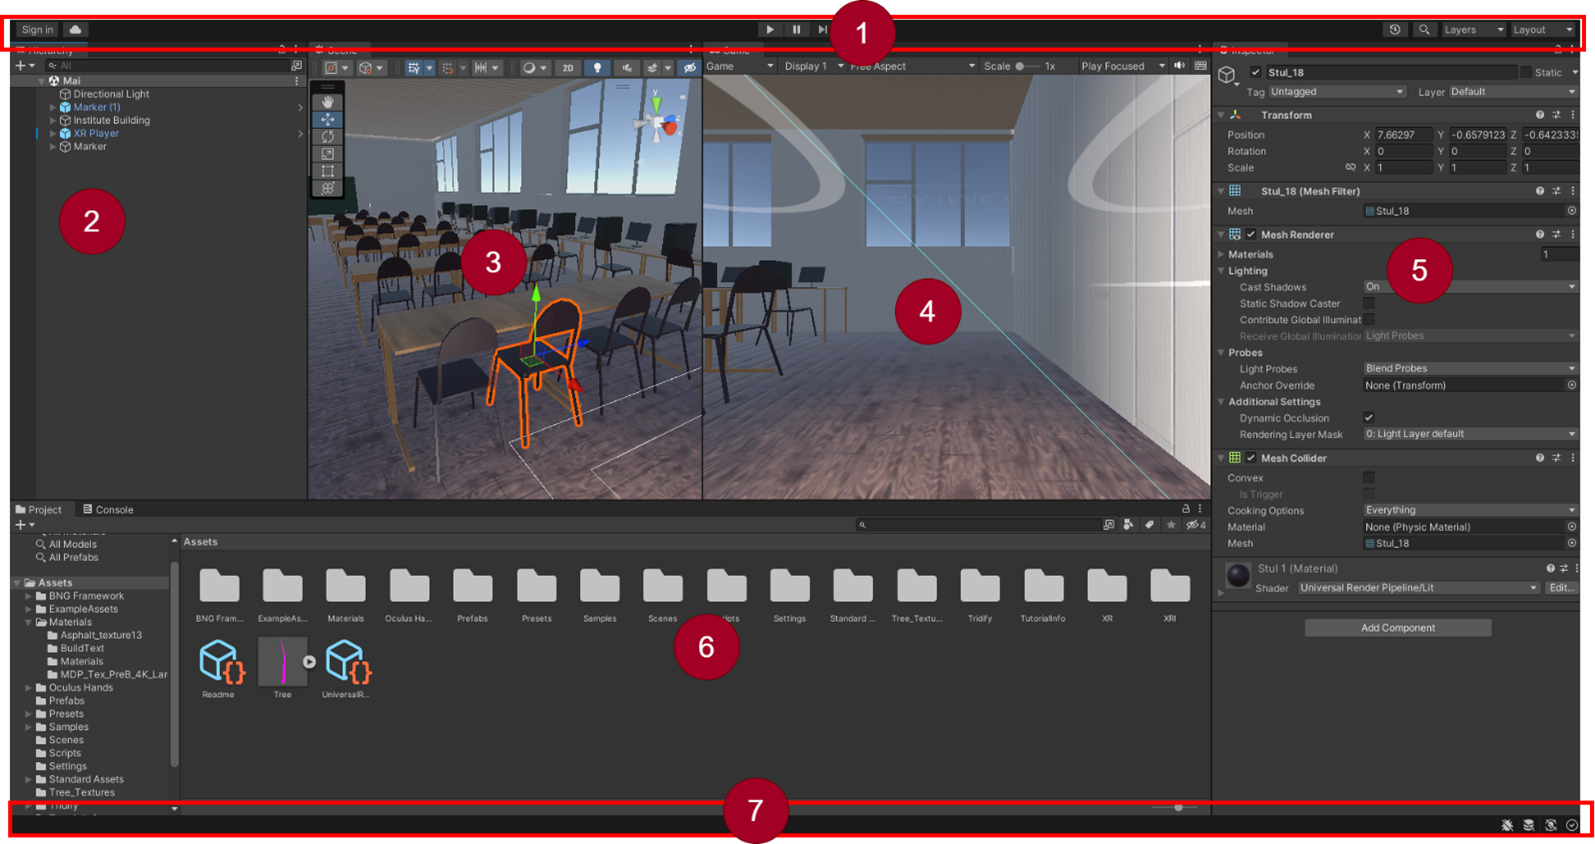 Sign in
1
Layers
Layout
Hierarchy
Scene
Game
Inspector
All
Mai
Directional Light
Marker (1)
Institute Building
XR Player
Marker
2
2D
Y
Z
3
Game
Display 1
Free Aspect
Scale
1x
Play Focused
4
Stul_18
Static
Tag
Untagged
Layer
Default
Transform
Position
X 7.66297 Y -0.6579123 Z -0.642333
Rotation
X 0 Y 0 Z 0
Scale
X 1 Y 1 Z 1
Stul_18 (Mesh Filter)
Mesh
Stul_18
Mesh Renderer
Materials
1
5
Lighting
Cast Shadows
On
Static Shadow Caster
Contribute Global Illuminat
Receive Global Illumination
Light Probes
Probes
Light Probes
Blend Probes
Anchor Override
None (Transform)
Additional Settings
Dynamic Occlusion
Rendering Layer Mask
0: Light Layer default
Mesh Collider
Convex
Is Trigger
Cooking Options
Everything
Material
None (Physic Material)
Mesh
Stul_18
Stul 1 (Material)
Shader
Universal Render Pipeline/Lit
Edit...
Add Component
Project
Console
4
All Materials
All Models
All Prefabs
Assets
BNG Framework
ExampleAssets
Materials
Asphalt_texture13
BuildText
Materials
MDP_Tex_PreB_4K_Lar
Oculus Hands
Prefabs
Presets
Samples
Scenes
Scripts
Settings
Standard Assets
Tree_Textures
Tridify
Assets
BNG Fram...
ExampleAs...
Materials
Oculus Ha...
Prefabs
Presets
Samples
Scenes
Settings
Standard ...
Tree_Textu...
Tridify
TutorialInfo
XR
XRI
6
Readme
Tree
UniversalR...
7